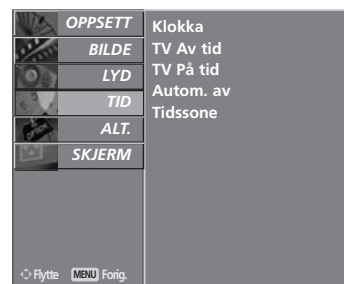 OPPSETT
BILDE
LYD
TID
ALT.
SKJERM
Klokka
TV Av tid
TV På tid
Autom. av
Tidssone
Flytte MENU Forig.